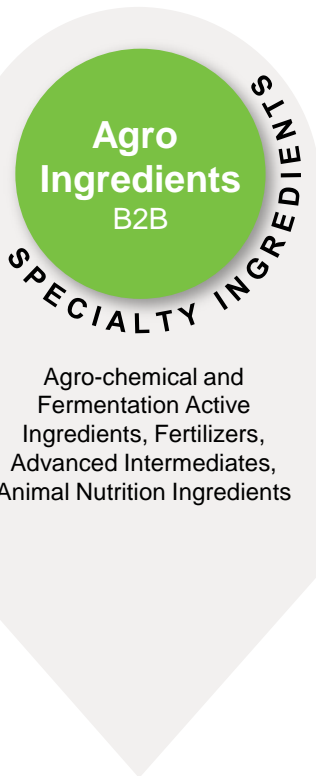 Agro
Ingredients
B2B
SPECIALTY INGREDIENTS
Agro-chemical and
Fermentation Active
Ingredients, Fertilizers,
Advanced Intermediates,
Animal Nutrition Ingredients